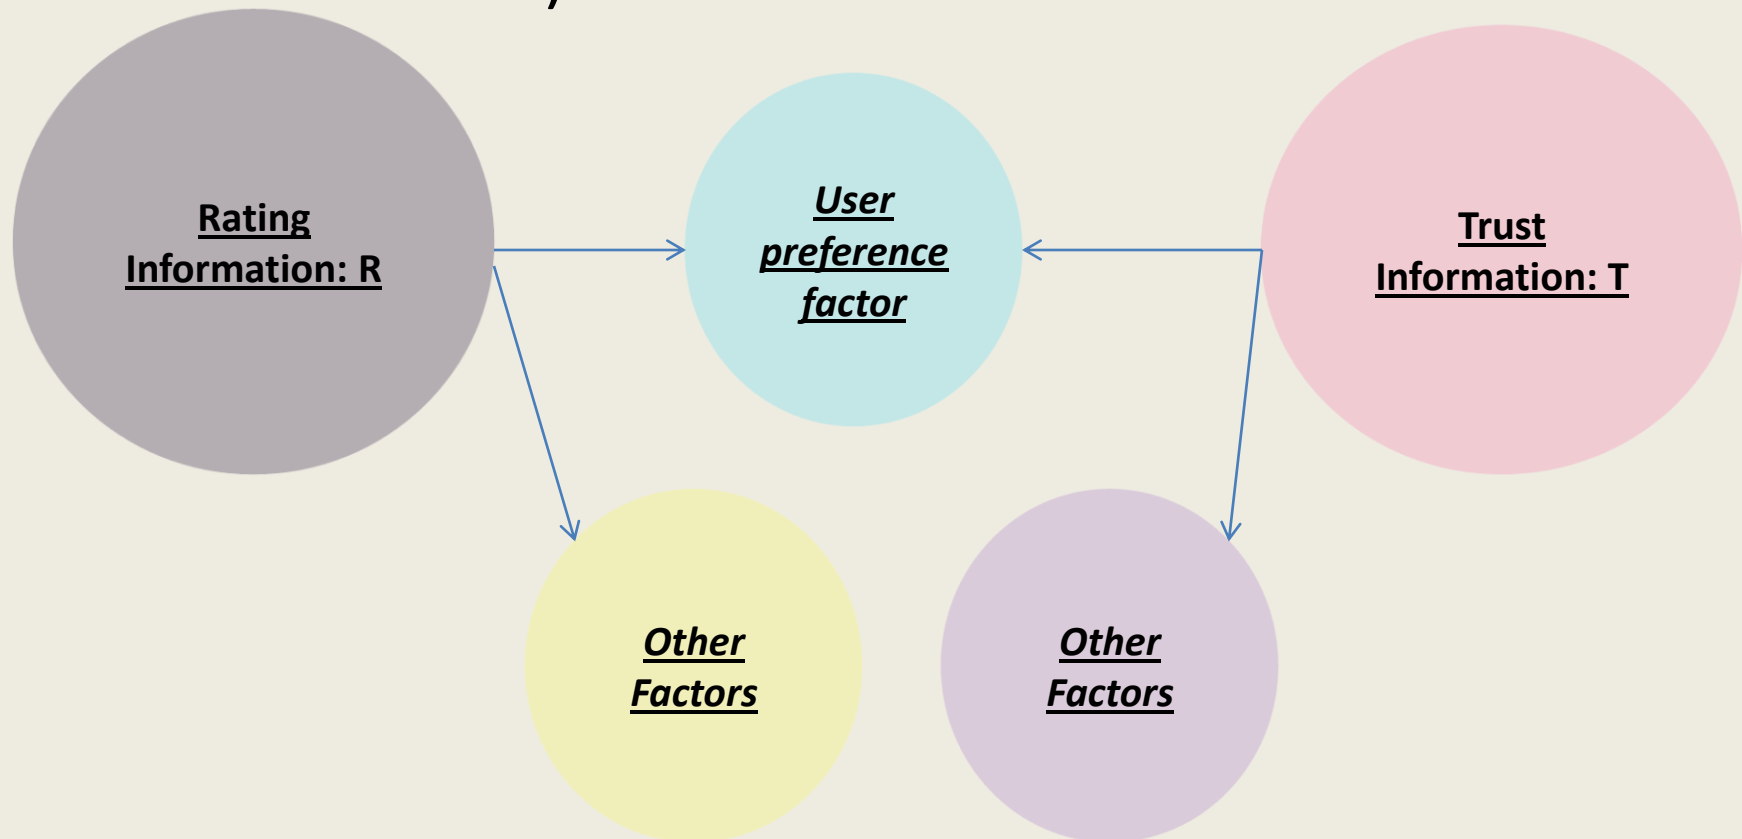 Rating
Information: R
User
preference
factor
Trust
Information: T
Other
Factors
Other
Factors